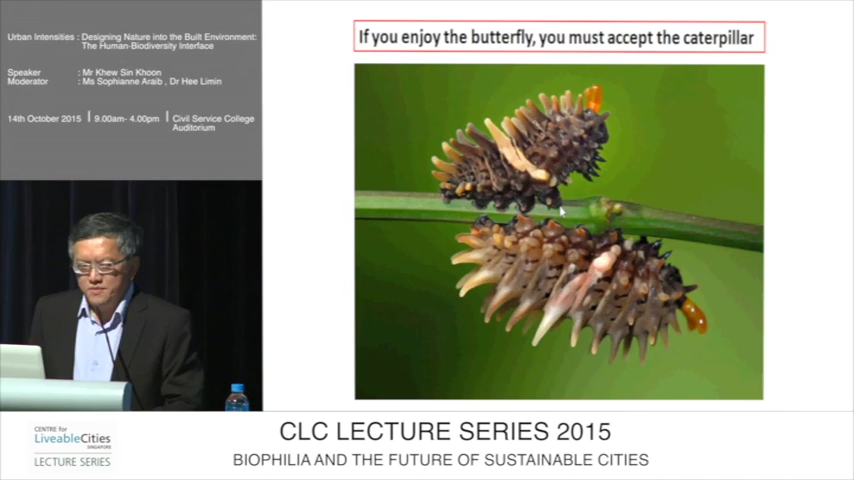 Urban Intensities : Designing Nature into the Built Environment:
The Human-Biodiversity Interface
Speaker : Mr Khew Sin Khoon
Moderator : Ms Sophianne Araib , Dr Hee Limin
14th October 2015 | 9.00am- 4.00pm | Civil Service College
Auditorium
If you enjoy the butterfly, you must accept the caterpillar
CENTRE for
LiveableCities
SINGAPORE
LECTURE SERIES
CLC LECTURE SERIES 2015
BIOPHILIA AND THE FUTURE OF SUSTAINABLE CITIES